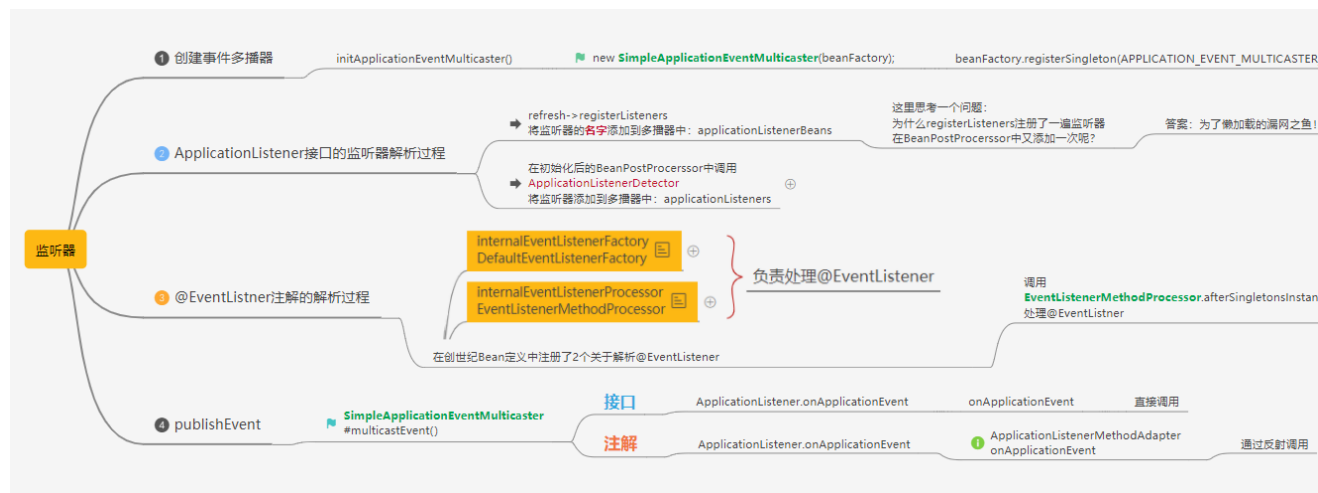 监听器
1 创建事件多播器
initApplicationEventMulticaster()
new SimpleApplicationEventMulticaster(beanFactory);
beanFactory.registerSingleton(APPLICATION_EVENT_MULTICASTER
2 ApplicationListener接口的监听器解析过程
refresh->registerListeners
将监听器的名字添加到多播器中：applicationListenerBeans
这里思考一个问题：
为什么registerListeners注册了一遍监听器
在BeanPostProcerssor中又添加一次呢？
答案：为了懒加载的漏网之鱼！
在初始化后的BeanPostProcerssor中调用
ApplicationListenerDetector
将监听器添加到多播器中：applicationListeners
3 @EventListner注解的解析过程
internalEventListenerFactory
DefaultEventListenerFactory
internalEventListenerProcessor
EventListenerMethodProcessor
负责处理@EventListener
在创世纪Bean定义中注册了2个关于解析@EventListener
调用
EventListenerMethodProcessor.afterSingletonsInstan
处理@EventListner
4 publishEvent
SimpleApplicationEventMulticaster
#multicastEvent()
接口
ApplicationListener.onApplicationEvent
onApplicationEvent
直接调用
注解
ApplicationListener.onApplicationEvent
ApplicationListenerMethodAdapter
onApplicationEvent
通过反射调用